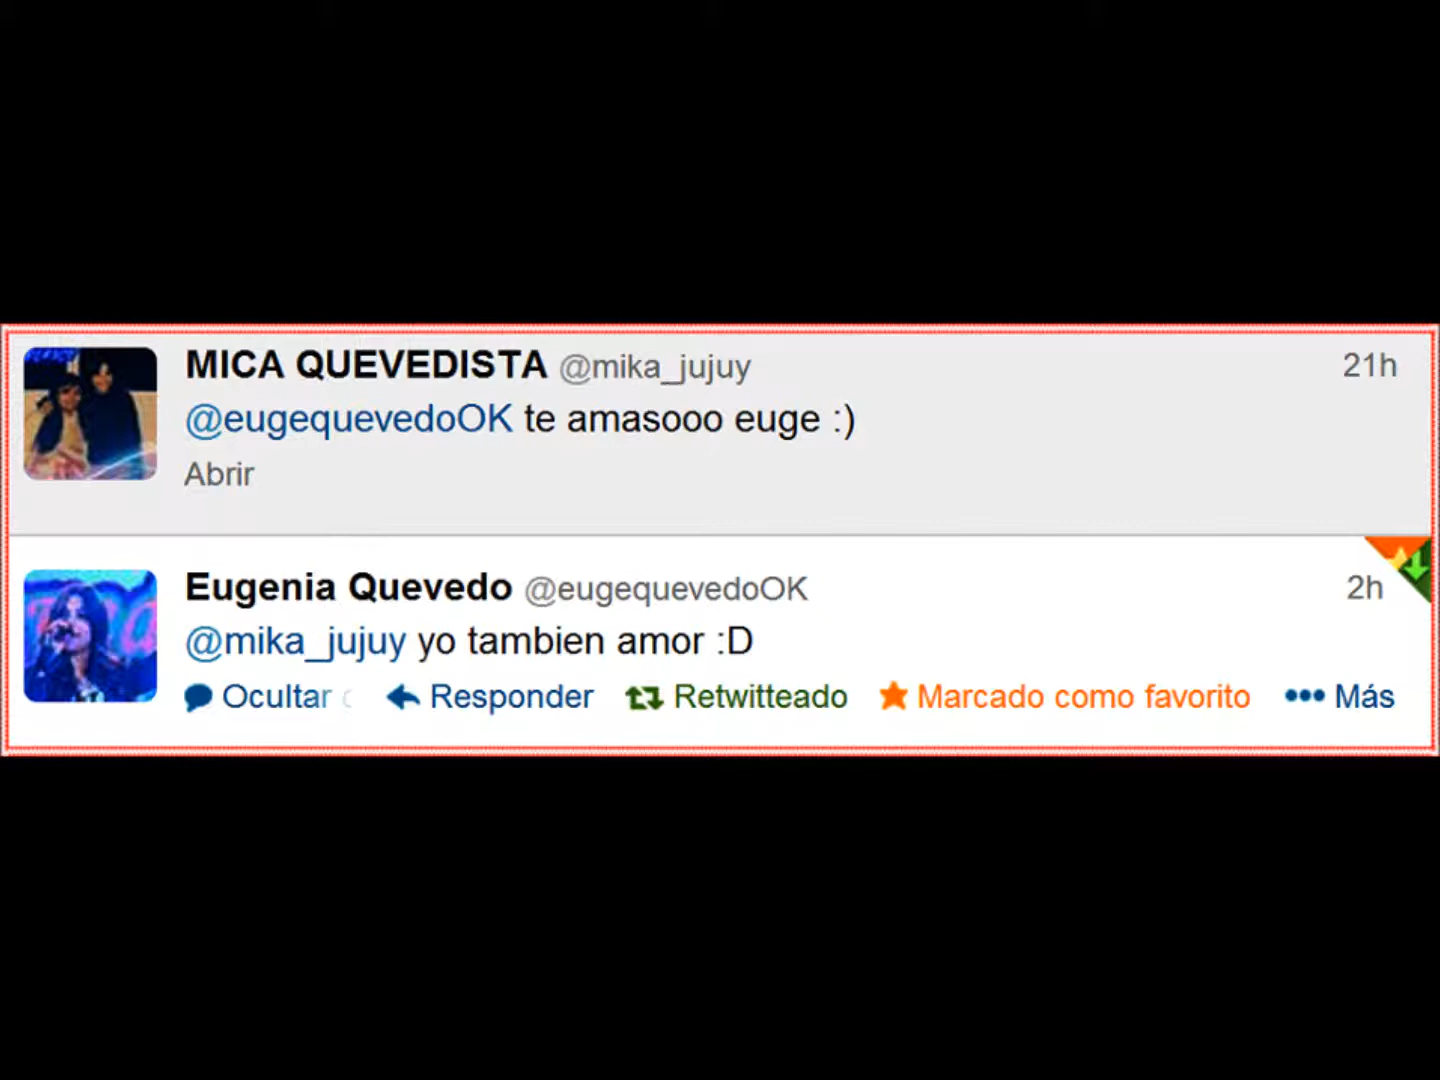 MICA QUEVEDISTA @mika_jujuy 21h
@eugequevedoOK te amasooo euge :)
Abrir
Eugenia Quevedo @eugequevedoOK 2h
@mika_jujuy yo tambien amor :D
Ocultar Responder Retwitteado Marcado como favorito Más